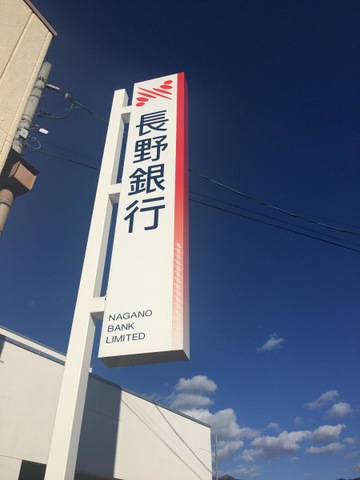 長野銀行
NAGANO
BANK
LIMITED